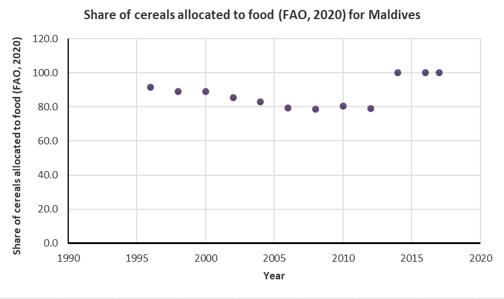 Share of cereals allocated to food (FAO, 2020) for Maldives
Share of cereals allocated to food (FAO, 2020)
120.0
100.0
80.0
60.0
40.0
20.0
0.0
1990 1995 2000 2005 2010 2015 2020
Year